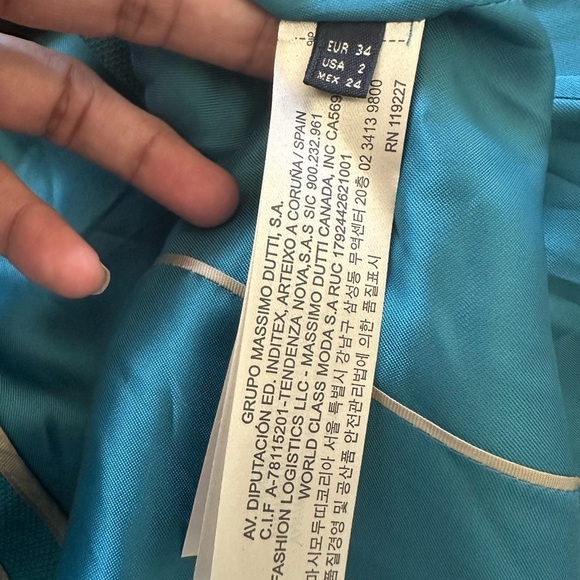 EUR 34
USA 2
MEX 24
GRUPO MASSIMO DUTTI, S.A.
AV. DIPUTACIÓN ED. INDITEX, ARTEIXO A CORUÑA / SPAIN
C.I.F A-78115201-TENDENZA NOVA,S.A.S SIC 900.232.961
FASHION LOGISTICS LLC - MASSIMO DUTTI CANADA, INC CA569
WORLD CLASS MODA S.A RUC 1792442621001
마시모두띠코리아 서울 특별시 강남구 삼성동 무역센터 20층 02 3413 9800
품질경영 및 공산품 안전관리법에 의한 품질표시
RN 119227